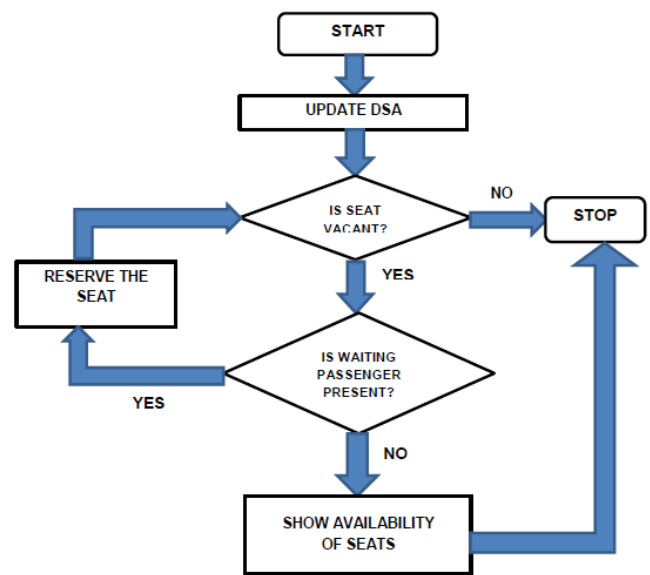 START
UPDATE DSA
IS SEAT
VACANT?
NO
STOP
RESERVE THE
SEAT
YES
IS WAITING
PASSENGER
PRESENT?
YES
NO
SHOW AVAILABILITY
OF SEATS